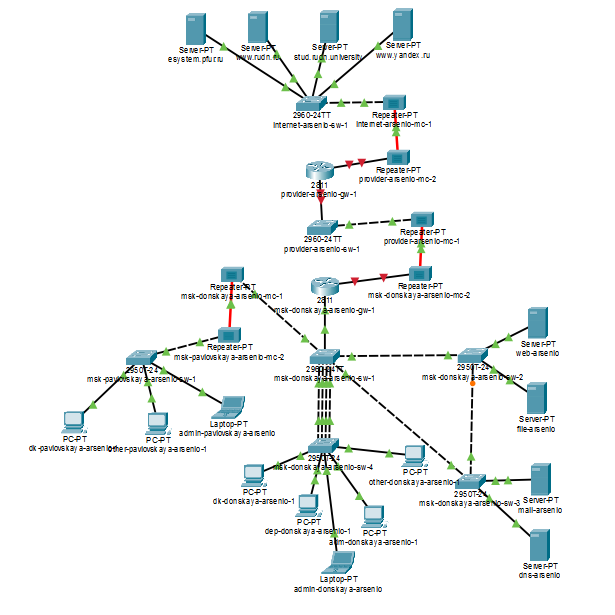 Server-PT
esystem.pfur.ru
Server-PT
www.rudn.ru
Server-PT
stud.rudn.university
Server-PT
www.yandex.ru
2960-24TT
internet-arsenio-sw-1
Repeater-PT
internet-arsenio-mc-1
Repeater-PT
provider-arsenio-mc-2
2811
provider-arsenio-gw-1
2960-24TT
provider-arsenio-sw-1
Repeater-PT
provider-arsenio-mc-1
Repeater-PT
msk-donskaya-arsenio-mc-2
2811
msk-donskaya-arsenio-gw-1
Repeater-PT
msk-donskaya-arsenio-mc-1
Repeater-PT
msk-pavlovskaya-arsenio-mc-2
2950T-24
msk-pavlovskaya-arsenio-sw-1
2960-24TT
msk-donskaya-arsenio-sw-1
2950T-24
msk-donskaya-arsenio-sw-2
Server-PT
web-arsenio
Server-PT
file-arsenio
PC-PT
dk-pavlovskaya-arsenio-1
PC-PT
other-pavlovskaya-arsenio-1
Laptop-PT
admin-pavlovskaya-arsenio
2950T-24
msk-donskaya-arsenio-sw-4
PC-PT
other-donskaya-arsenio-
PC-PT
dk-donskaya-arsenio-1
PC-PT
dep-donskaya-arsenio-1
PC-PT
adm-donskaya-arsenio-1
Laptop-PT
admin-donskaya-arsenio
2950T-24
msk-donskaya-arsenio-sw-3
Server-PT
mail-arsenio
Server-PT
dns-arsenio